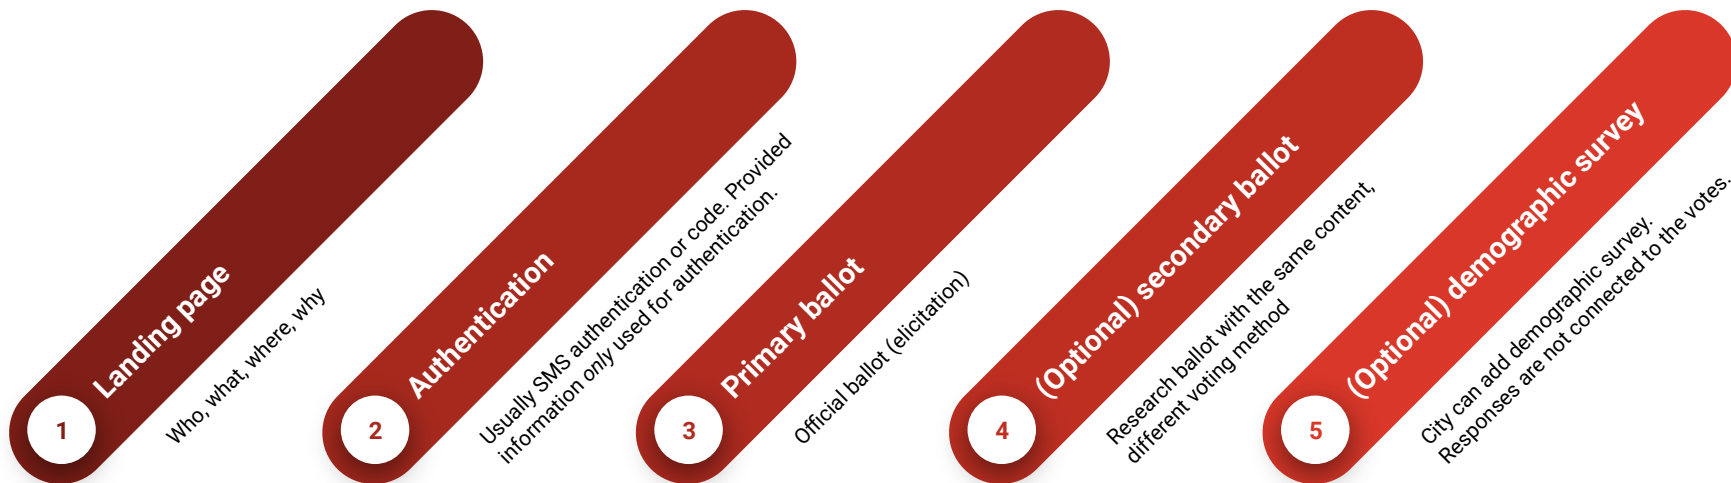 1
Landing page
Who, what, where, why
2
Authentication
Usually SMS authentication or code. Provided
information only used for authentication.
3
Primary ballot
Official ballot (elicitation)
4
(Optional) secondary ballot
Research ballot with the same content,
different voting method
5
(Optional) demographic survey
City can add demographic survey.
Responses are not connected to the votes.